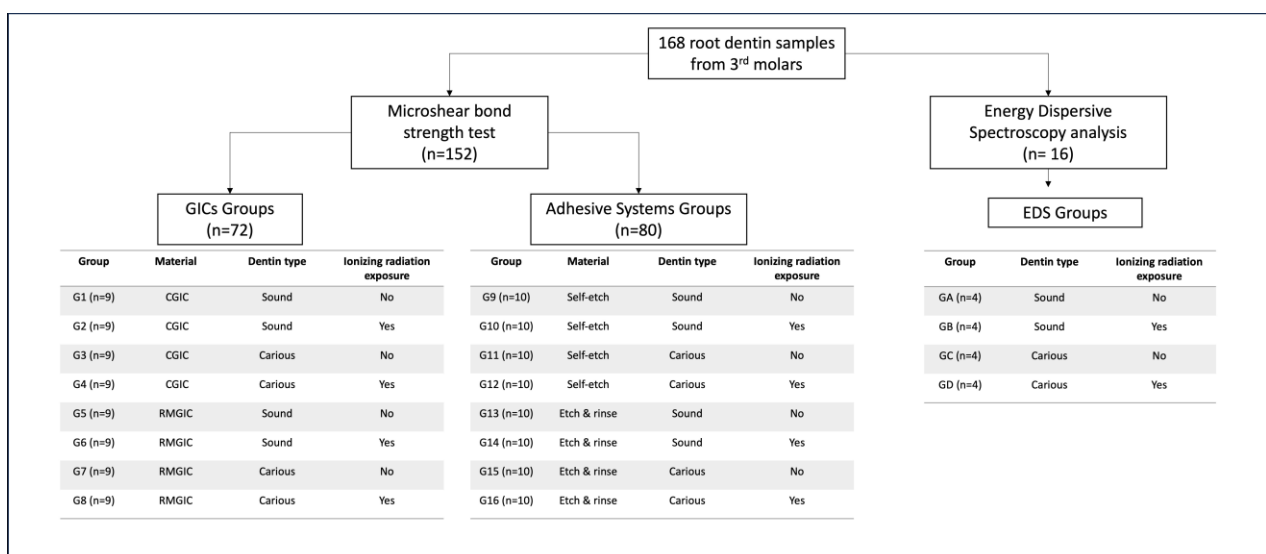 168 root dentin samples
from 3rd molars
Microshear bond
strength test
(n=152)
Energy Dispersive
Spectroscopy analysis
(n= 16)
GICs Groups
(n=72)
Adhesive Systems Groups
(n=80)
EDS Groups
Group Material Dentin type Ionizing radiation
exposure
G1 (n=9) CGIC Sound No
G2 (n=9) CGIC Sound Yes
G3 (n=9) CGIC Carious No
G4 (n=9) CGIC Carious Yes
G5 (n=9) RMGIC Sound No
G6 (n=9) RMGIC Sound Yes
G7 (n=9) RMGIC Carious No
G8 (n=9) RMGIC Carious Yes
Group Material Dentin type Ionizing radiation
exposure
G9 (n=10) Self-etch Sound No
G10 (n=10) Self-etch Sound Yes
G11 (n=10) Self-etch Carious No
G12 (n=10) Self-etch Carious Yes
G13 (n=10) Etch & rinse Sound No
G14 (n=10) Etch & rinse Sound Yes
G15 (n=10) Etch & rinse Carious No
G16 (n=10) Etch & rinse Carious Yes
Group Dentin type Ionizing radiation
exposure
GA (n=4) Sound No
GB (n=4) Sound Yes
GC (n=4) Carious No
GD (n=4) Carious Yes